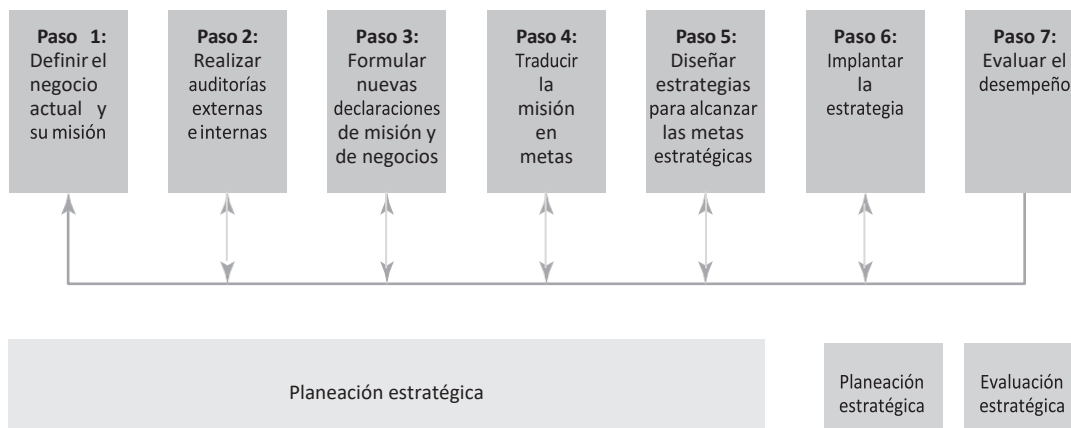 Paso 1:
Definir el
negocio
actual y
su misión
Paso 2:
Realizar
auditorías
externas
e internas
Paso 3:
Formular
nuevas
declaraciones
de misión y
de negocios
Paso 4:
Traducir
la
misión
en
metas
Paso 5:
Diseñar
estrategias
para alcanzar
las metas
estratégicas
Paso 6:
Implantar
la
estrategia
Paso 7:
Evaluar el
desempeño
Planeación estratégica
Planeación
estratégica
Evaluación
estratégica